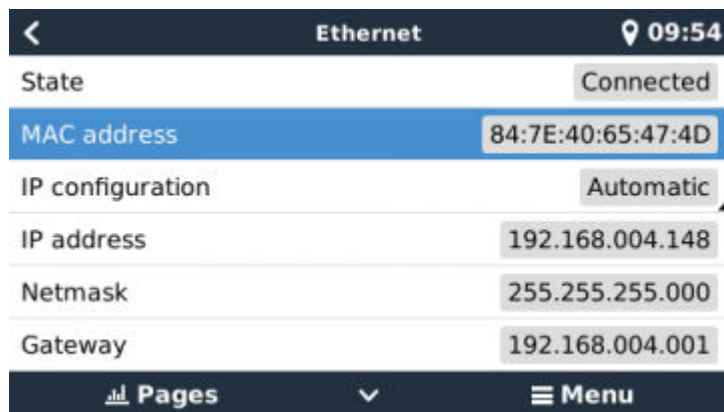 Ethernet 09:54
State Connected
MAC address 84:7E:40:65:47:4D
IP configuration Automatic
IP address 192.168.004.148
Netmask 255.255.255.000
Gateway 192.168.004.001
Pages Menu